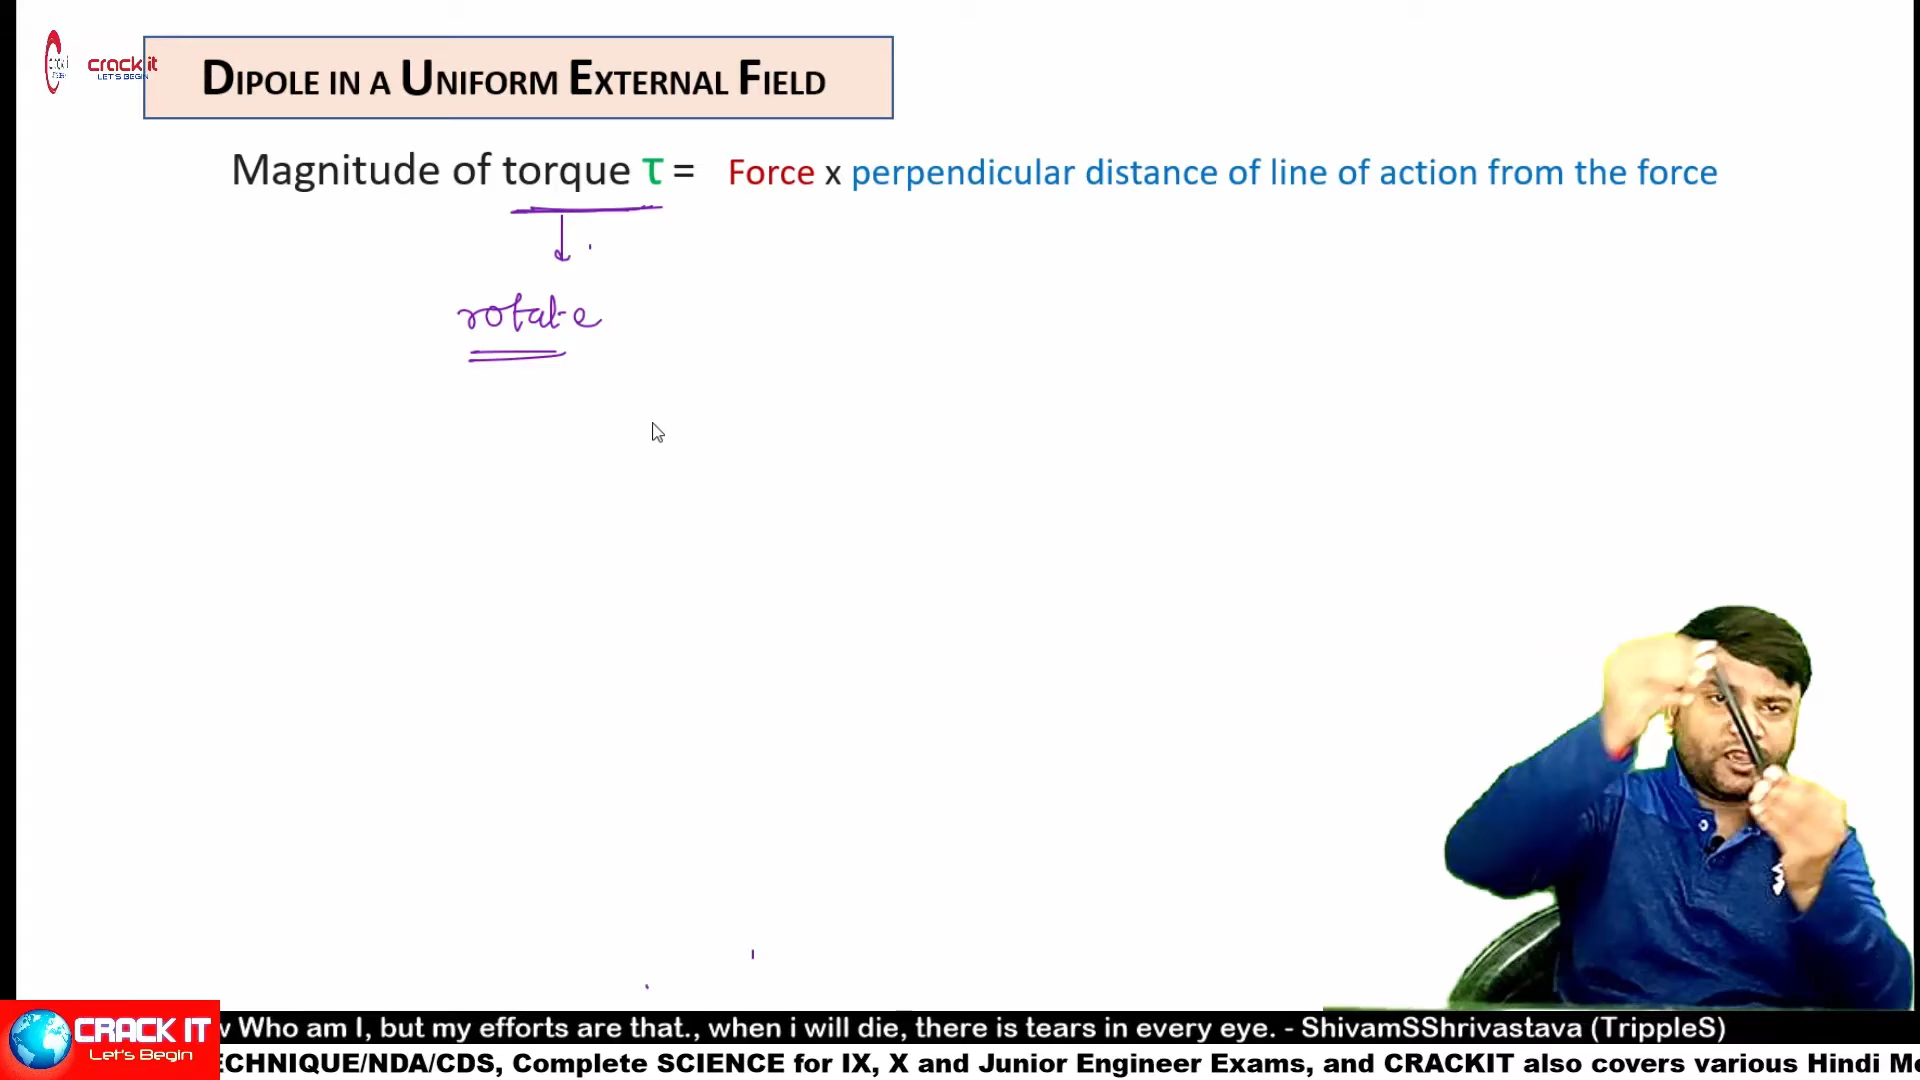 crack it
LET'S BEGIN
DIPOLE IN A UNIFORM EXTERNAL FIELD
Magnitude of torque τ = Force x perpendicular distance of line of action from the force
rotate
CRACK IT
Let's Begin
Who am I, but my efforts are that., when i will die, there is tears in every eye. - ShivamSShrivastava (TrippleS)
ECHNIQUE/NDA/CDS, Complete SCIENCE for IX, X and Junior Engineer Exams, and CRACKIT also covers various Hindi M